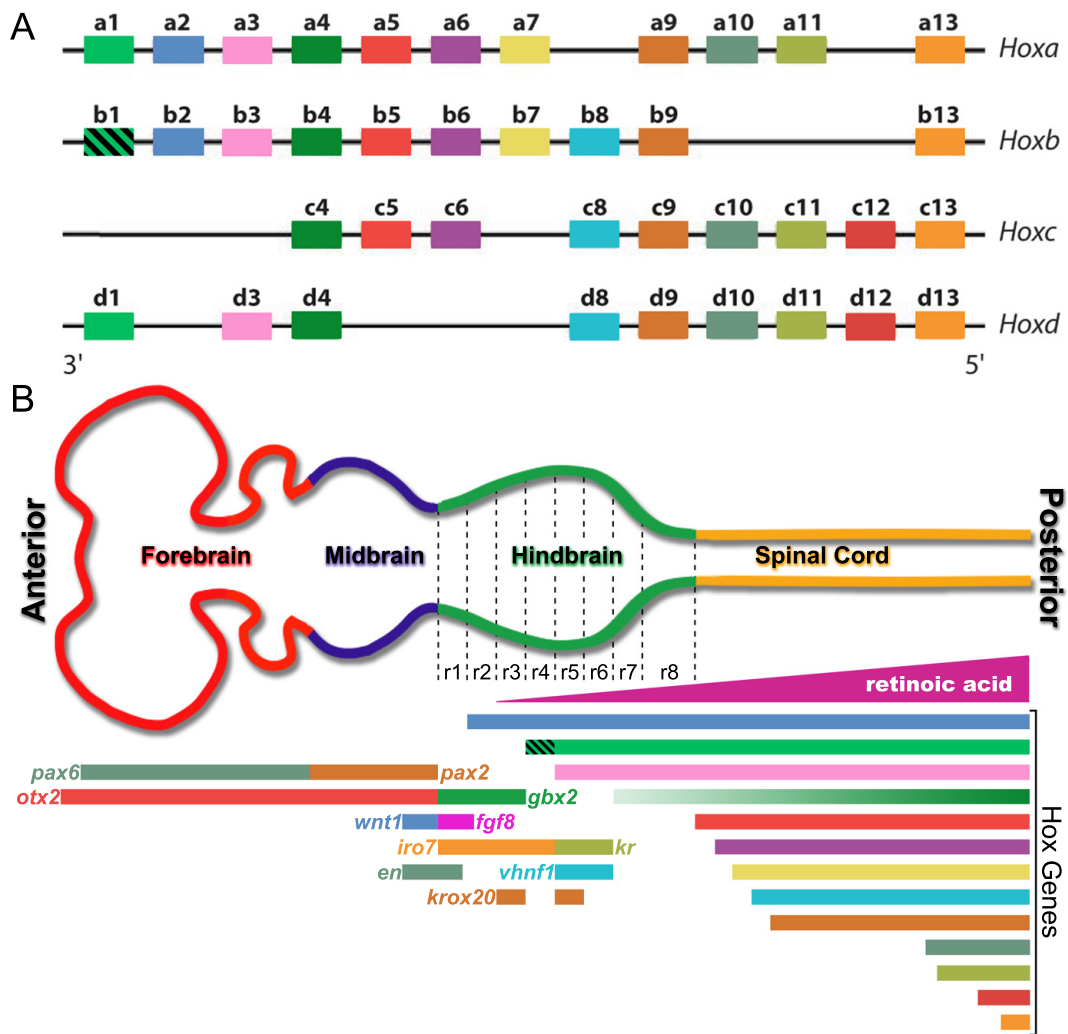 A
a1 a2 a3 a4 a5 a6 a7 a9 a10 a11 a13
Hoxa
b1 b2 b3 b4 b5 b6 b7 b8 b9 b13
Hoxb
c4 c5 c6 c8 c9 c10 c11 c12 c13
Hoxc
d1 d3 d4 d8 d9 d10 d11 d12 d13
Hoxd
3' 5'
B
Anterior
Forebrain
Midbrain
Hindbrain
Spinal Cord
Posterior
r1 r2 r3 r4 r5 r6 r7 r8
retinoic acid
pax6 pax2
otx2 gbx2
wnt1 fgf8
iro7 kr
en vhnf1
krox20
Hox Genes